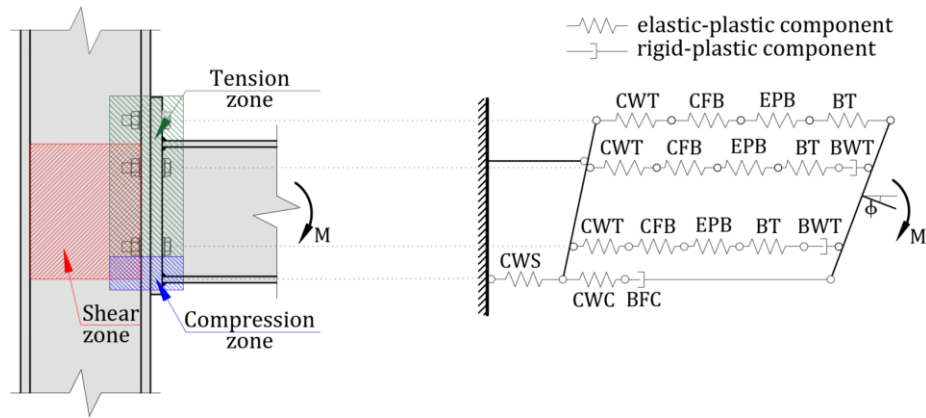 elastic-plastic component
rigid-plastic component
Tension
zone
M
Shear
zone
Compression
zone
CWT CFB EPB BT
CWT CFB EPB BT BWT
ϕ
M
CWT CFB EPB BT BWT
CWS
CWC BFC